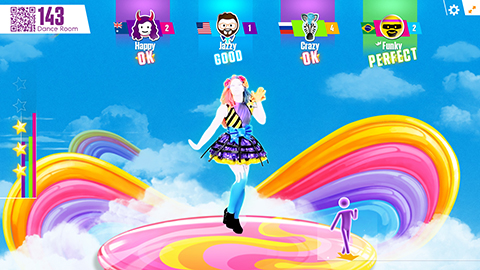 143
Dance Room
2
Happy
OK
1
Jazzy
GOOD
4
Crazy
OK
2
Funky
PERFECT